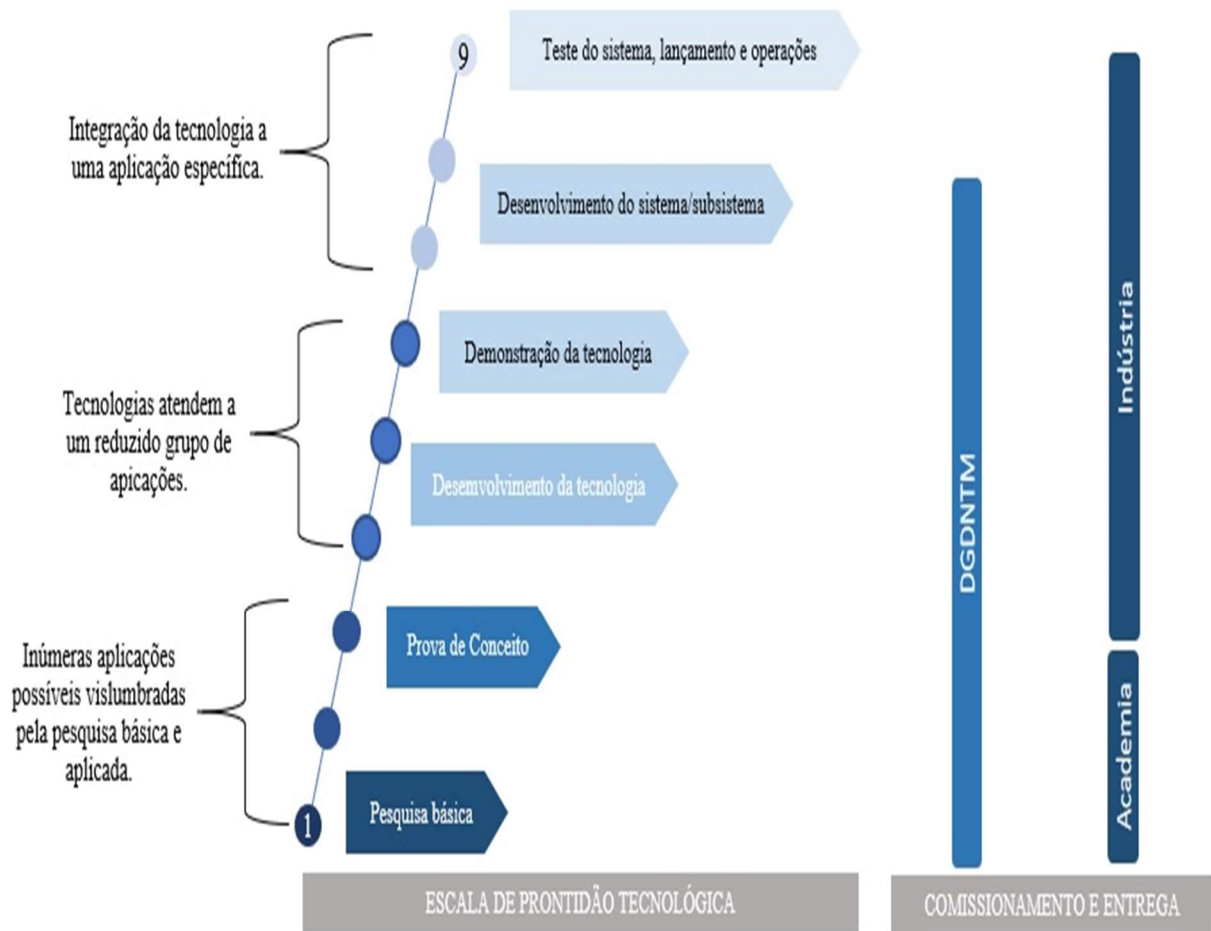 9
Teste do sistema, lançamento e operações
Integração da tecnologia a
uma aplicação específica.
Desenvolvimento do sistema/subsistema
Demonstração da tecnologia
Tecnologias atendem a
um reduzido grupo de
apicações.
Desemvolvimento da tecnologia
Prova de Conceito
Inúmeras aplicações
possíveis vislumbradas
pela pesquisa básica e
aplicada.
1
Pesquisa básica
ESCALA DE PRONTIDÃO TECNOLÓGICA
DGDNTM
Indústria
Academia
COMISSIONAMENTO E ENTREGA